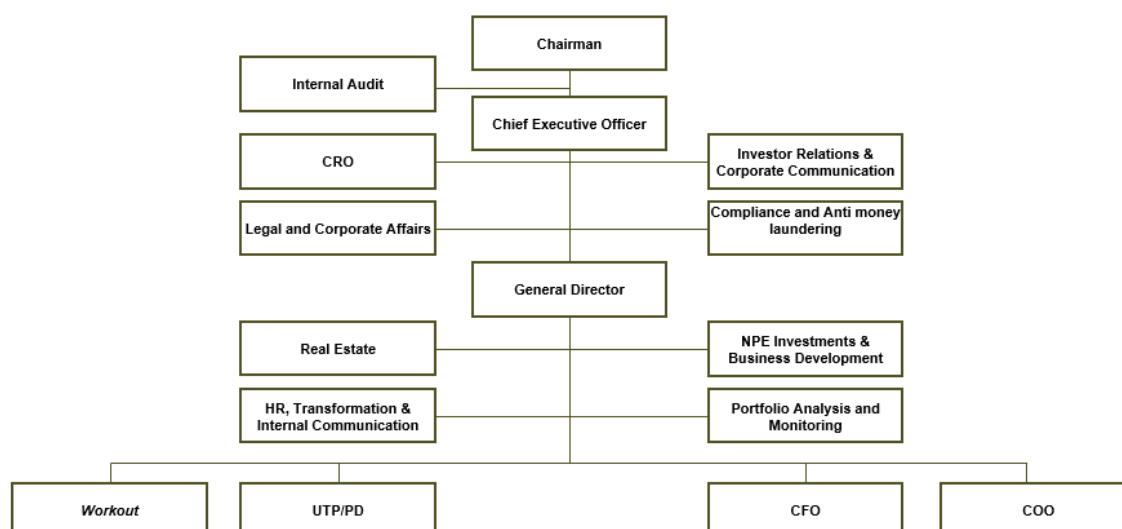 Chairman
Internal Audit
Chief Executive Officer
CRO
Investor Relations &
Corporate Communication
Legal and Corporate Affairs
Compliance and Anti money
laundering
General Director
Real Estate
NPE Investments &
Business Development
HR, Transformation &
Internal Communication
Portfolio Analysis and
Monitoring
Workout
UTP/PD
CFO
COO